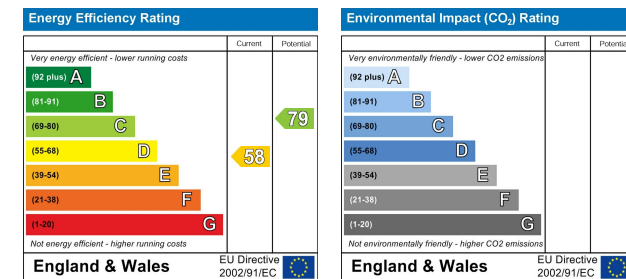 Energy Efficiency Rating
Current Potential
Very energy efficient - lower running costs
(92 plus) A
(81-91) B
(69-80) C
79
(55-68) D
58
(39-54) E
(21-38) F
(1-20) G
Not energy efficient - higher running costs
England & Wales
EU Directive
2002/91/EC
Environmental Impact (CO₂) Rating
Current Potential
Very environmentally friendly - lower CO2 emissions
(92 plus) A
(81-91) B
(69-80) C
(55-68) D
(39-54) E
(21-38) F
(1-20) G
Not environmentally friendly - higher CO2 emissions
England & Wales
EU Directive
2002/91/EC